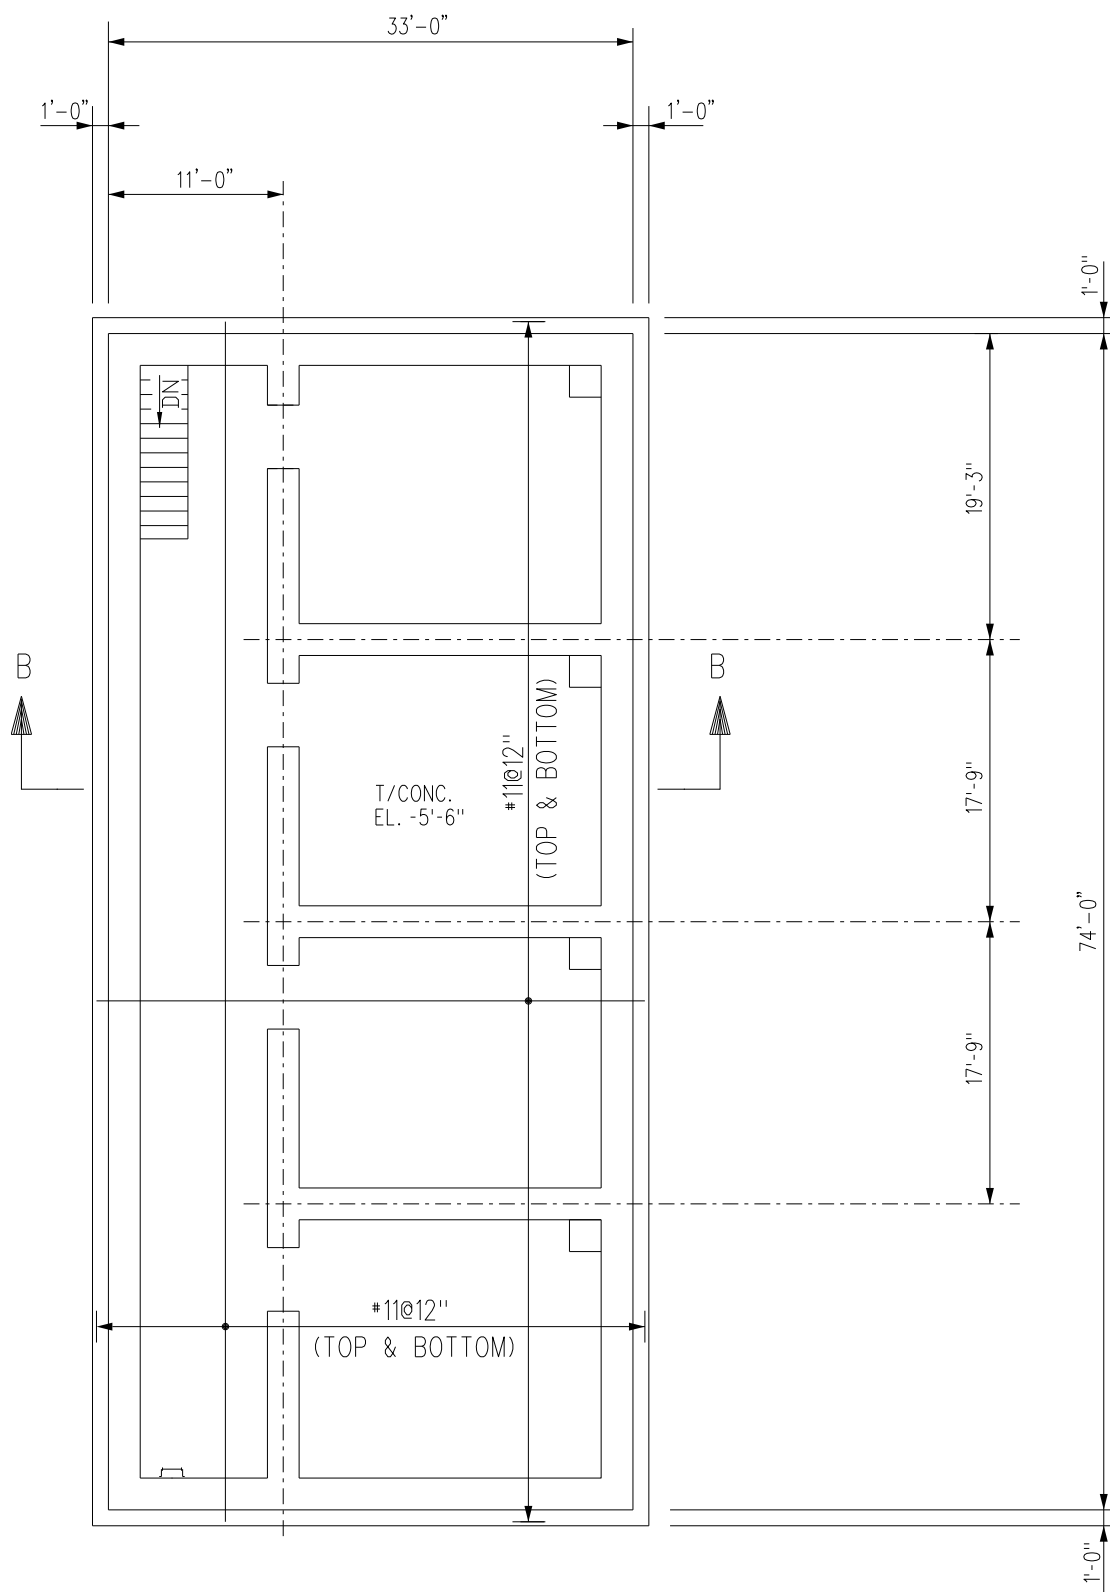 33'-0"
1'-0"
1'-0"
11'-0"
1'-0"
DN
19'-3"
B
B
#11@12"
(TOP & BOTTOM)
T/CONC.
EL. -5'-6"
17'-9"
74'-0"
17'-9"
#11@12"
(TOP & BOTTOM)
1'-0"